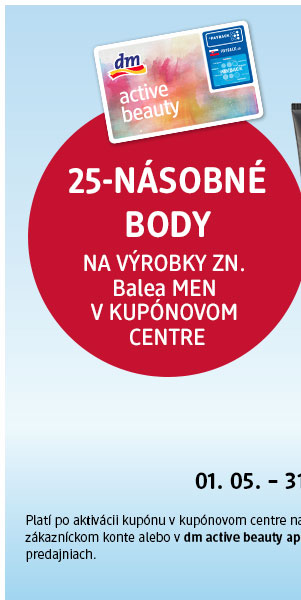 dm
active
beauty
PAYBACK
25-NÁSOBNÉ
BODY
NA VÝROBKY ZN.
Balea MEN
V KUPÓNOVOM
CENTRE
01. 05. – 31
Platí po aktivácii kupónu v kupónovom centre na
zákazníckom konte alebo v dm active beauty ap
predajniach.